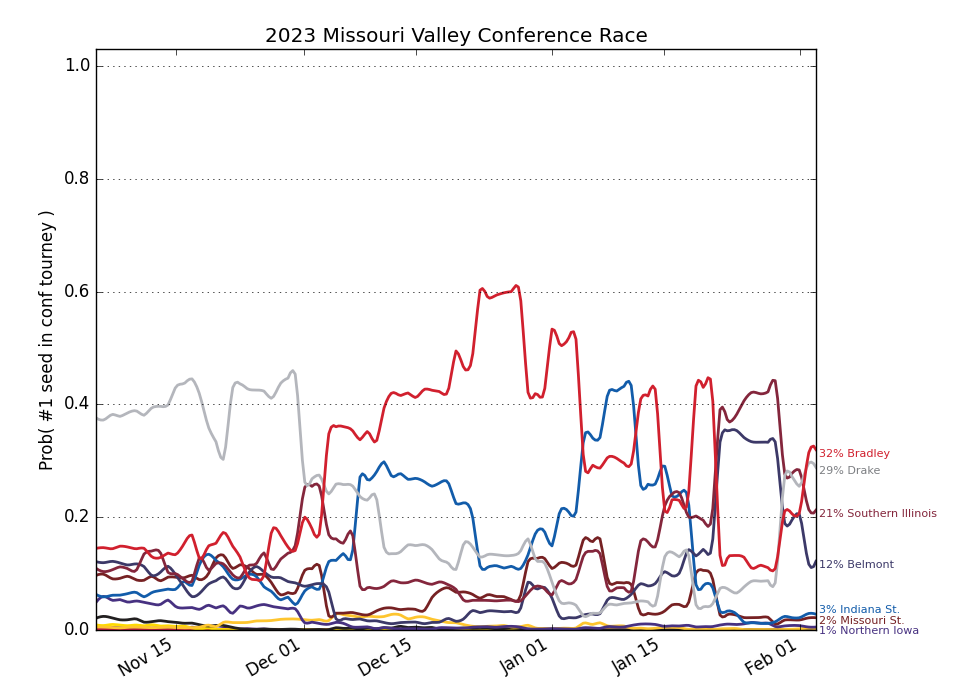 2023 Missouri Valley Conference Race
Prob( #1 seed in conf tourney )
1.0
0.8
0.6
0.4
0.2
0.0
Nov 15
Dec 01
Dec 15
Jan 01
Jan 15
Feb 01
32% Bradley
29% Drake
21% Southern Illinois
12% Belmont
3% Indiana St.
2% Missouri St.
1% Northern Iowa